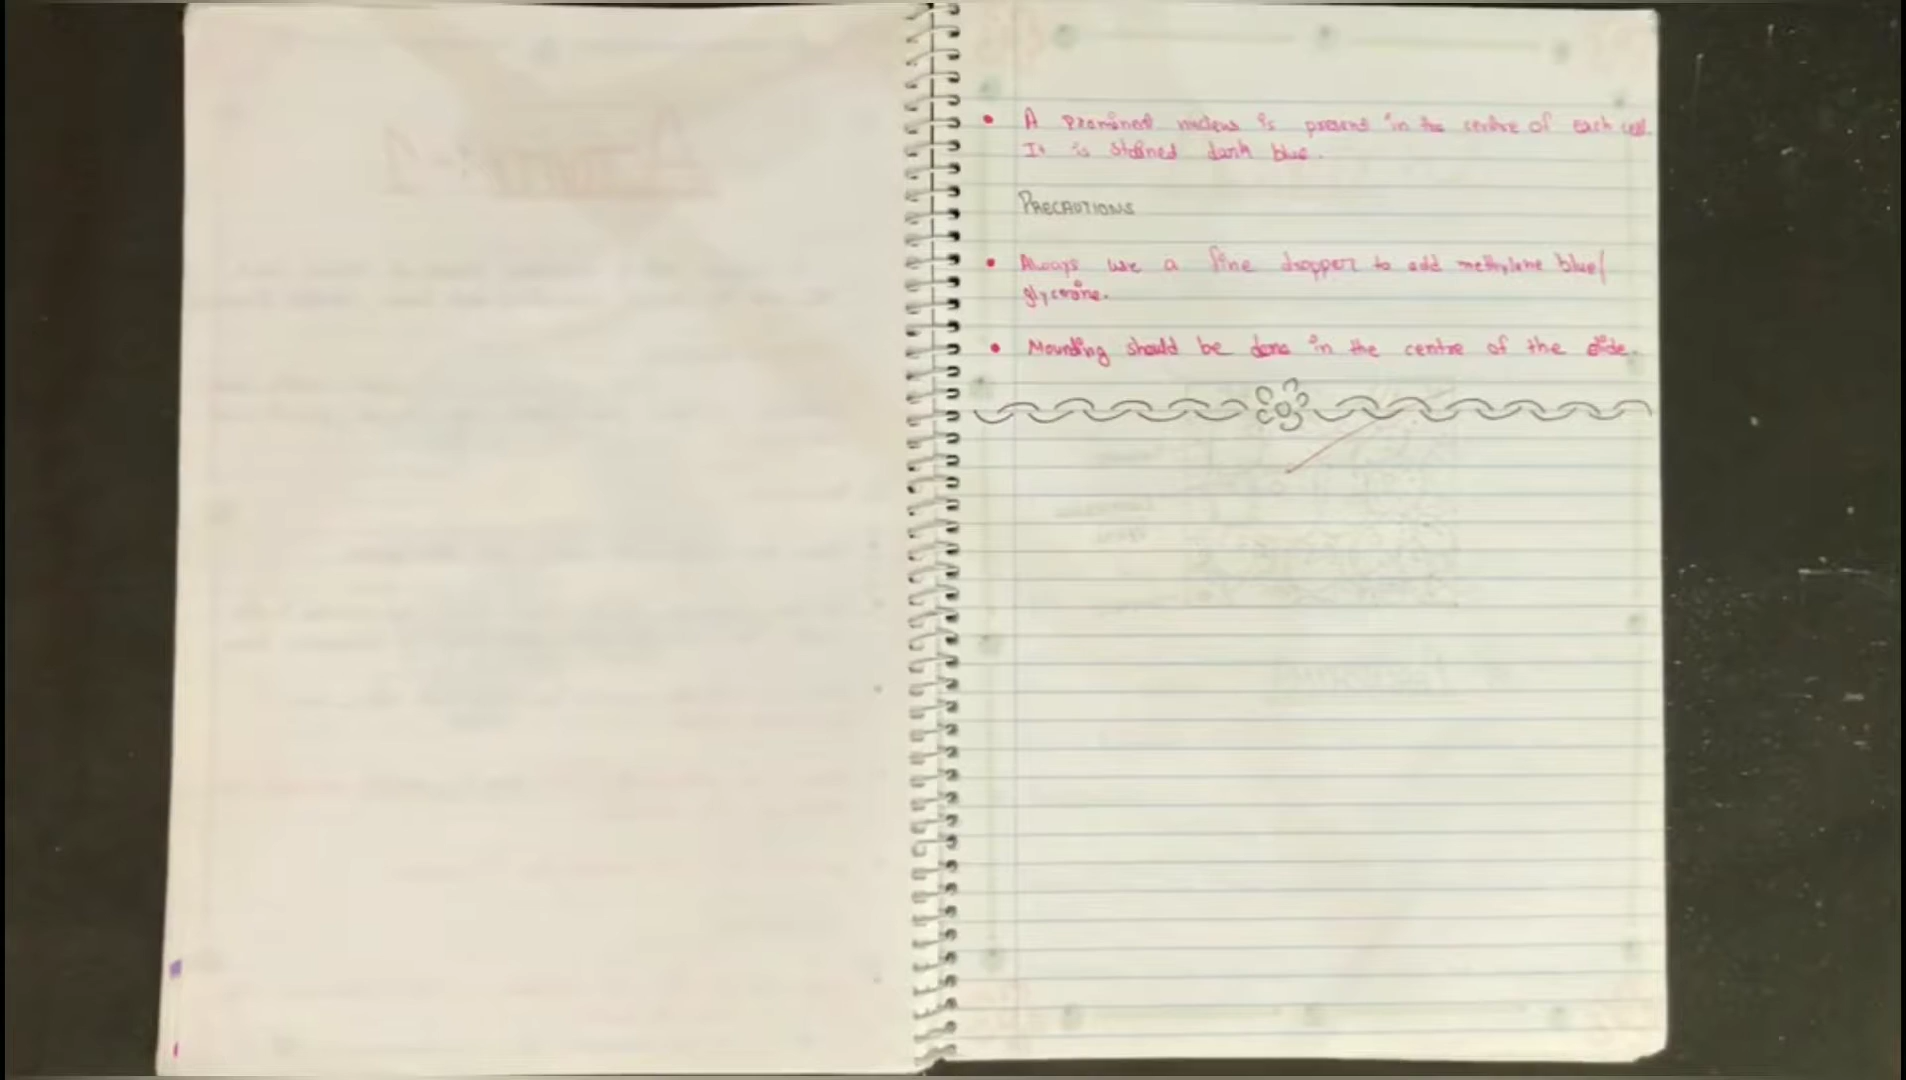 • A prominent nucleus is present in the centre of each cell.
It is stained dark blue.
PRECAUTIONS
• Always use a fine dropper to add methylene blue/
glycerine.
• Mounting should be done in the centre of the slide.